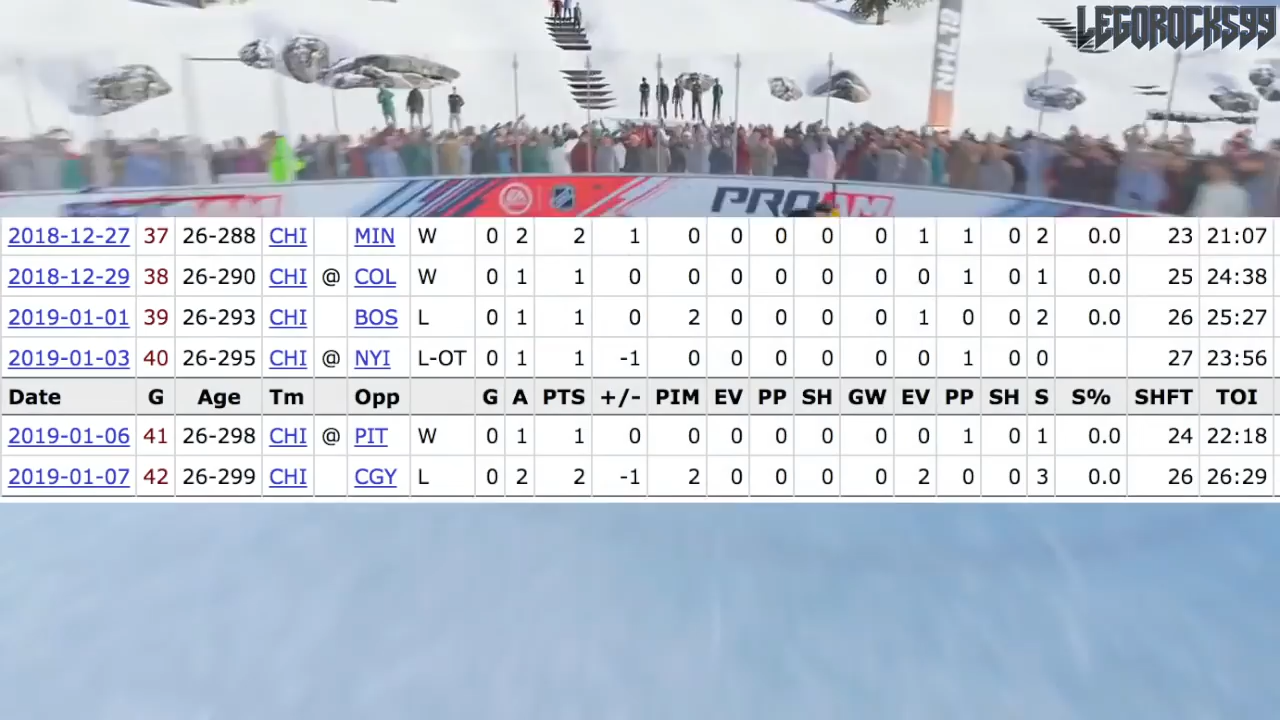 LEGOROCKS99
NHL 19
PRO AM
2018-12-27 37 26-288 CHI MIN W 0 2 2 1 0 0 0 0 0 1 1 0 2 0.0 23 21:07
2018-12-29 38 26-290 CHI @ COL W 0 1 1 0 0 0 0 0 0 0 1 0 1 0.0 25 24:38
2019-01-01 39 26-293 CHI BOS L 0 1 1 0 2 0 0 0 0 1 0 0 2 0.0 26 25:27
2019-01-03 40 26-295 CHI @ NYI L-OT 0 1 1 -1 0 0 0 0 0 0 1 0 0 27 23:56
Date G Age Tm Opp G A PTS +/- PIM EV PP SH GW EV PP SH S S% SHFT TOI
2019-01-06 41 26-298 CHI @ PIT W 0 1 1 0 0 0 0 0 0 0 1 0 1 0.0 24 22:18
2019-01-07 42 26-299 CHI CGY L 0 2 2 -1 2 0 0 0 0 2 0 0 3 0.0 26 26:29